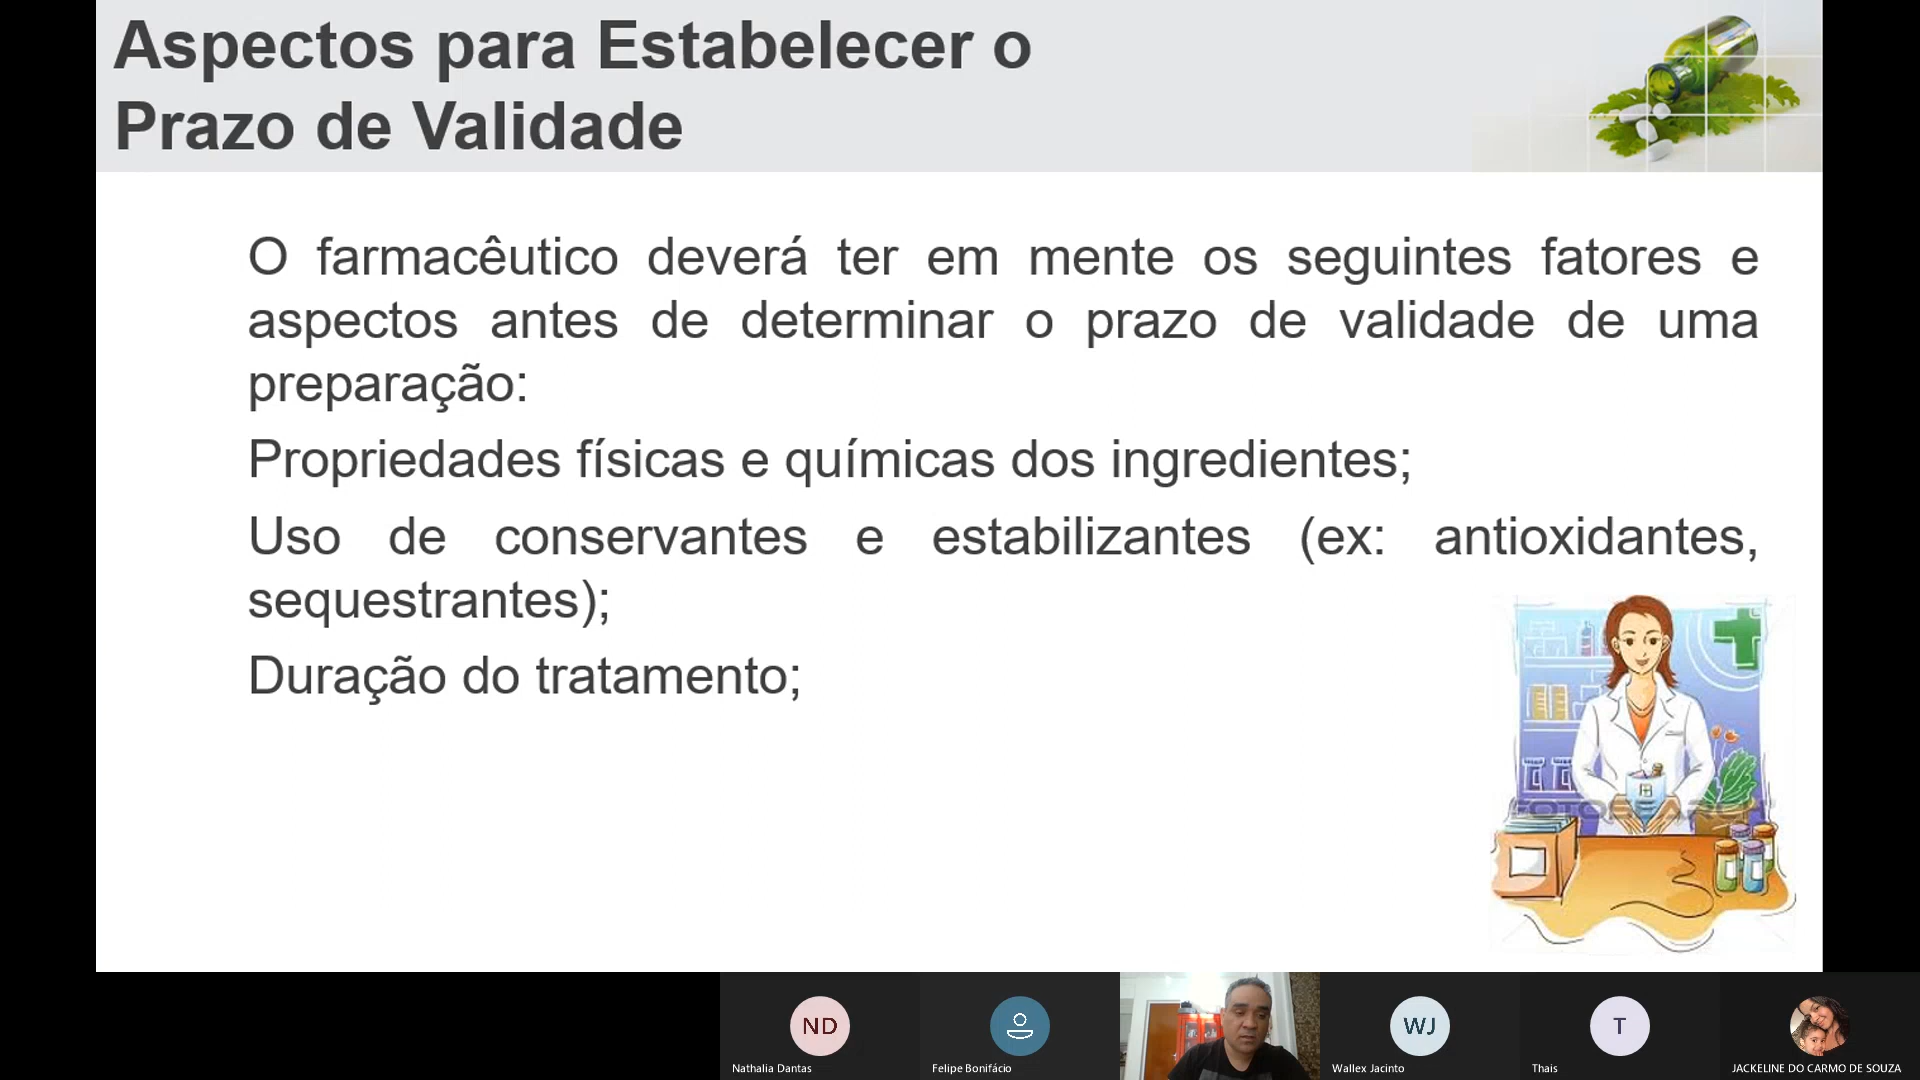 Aspectos para Estabelecer o
Prazo de Validade
O farmacêutico deverá ter em mente os seguintes fatores e
aspectos antes de determinar o prazo de validade de uma
preparação:
Propriedades físicas e químicas dos ingredientes;
Uso de conservantes e estabilizantes (ex: antioxidantes,
sequestrantes);
Duração do tratamento;
ND
WJ
T
Nathalia Dantas
Felipe Bonifácio
Wallex Jacinto
Thais
JACKELINE DO CARMO DE SOUZA